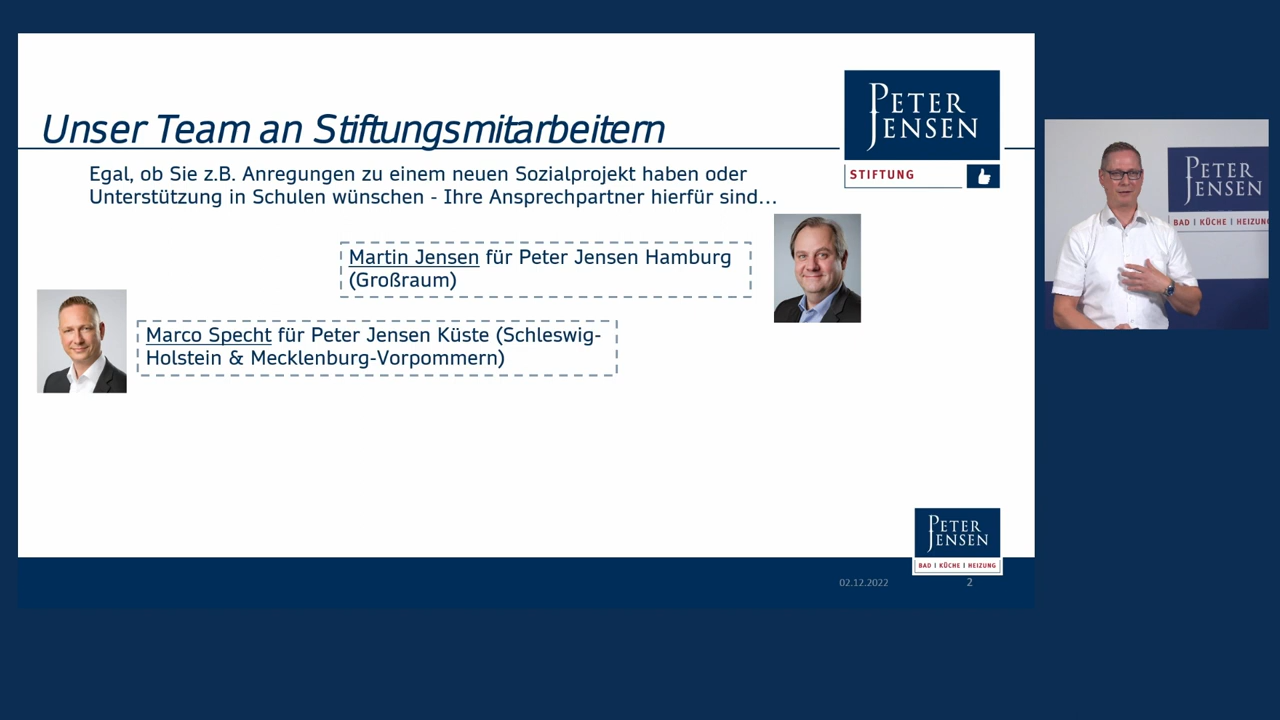 Unser Team an Stiftungsmitarbeitern
PETER
JENSEN
STIFTUNG
Egal, ob Sie z.B. Anregungen zu einem neuen Sozialprojekt haben oder
Unterstützung in Schulen wünschen - Ihre Ansprechpartner hierfür sind...
Martin Jensen für Peter Jensen Hamburg
(Großraum)
Marco Specht für Peter Jensen Küste (Schleswig-
Holstein & Mecklenburg-Vorpommern)
PETER
JENSEN
BAD | KÜCHE | HEIZUNG
02.12.2022
2
PETER
JENSEN
BAD | KÜCHE | HEIZUNG